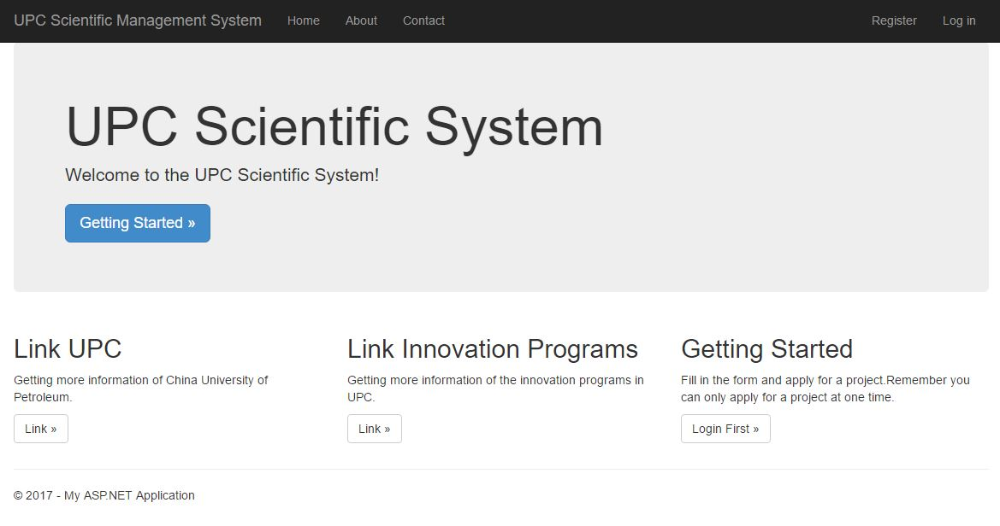 UPC Scientific Management System Home About Contact Register Log in
UPC Scientific System
Welcome to the UPC Scientific System!
Getting Started »
Link UPC
Getting more information of China University of
Petroleum.
Link »
Link Innovation Programs
Getting more information of the innovation programs in
UPC.
Link »
Getting Started
Fill in the form and apply for a project.Remember you
can only apply for a project at one time.
Login First »
© 2017 - My ASP.NET Application